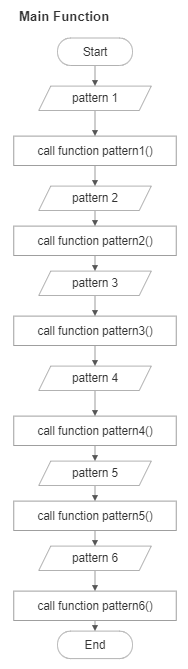 Main Function
Start
pattern 1
call function pattern1()
pattern 2
call function pattern2()
pattern 3
call function pattern3()
pattern 4
call function pattern4()
pattern 5
call function pattern5()
pattern 6
call function pattern6()
End